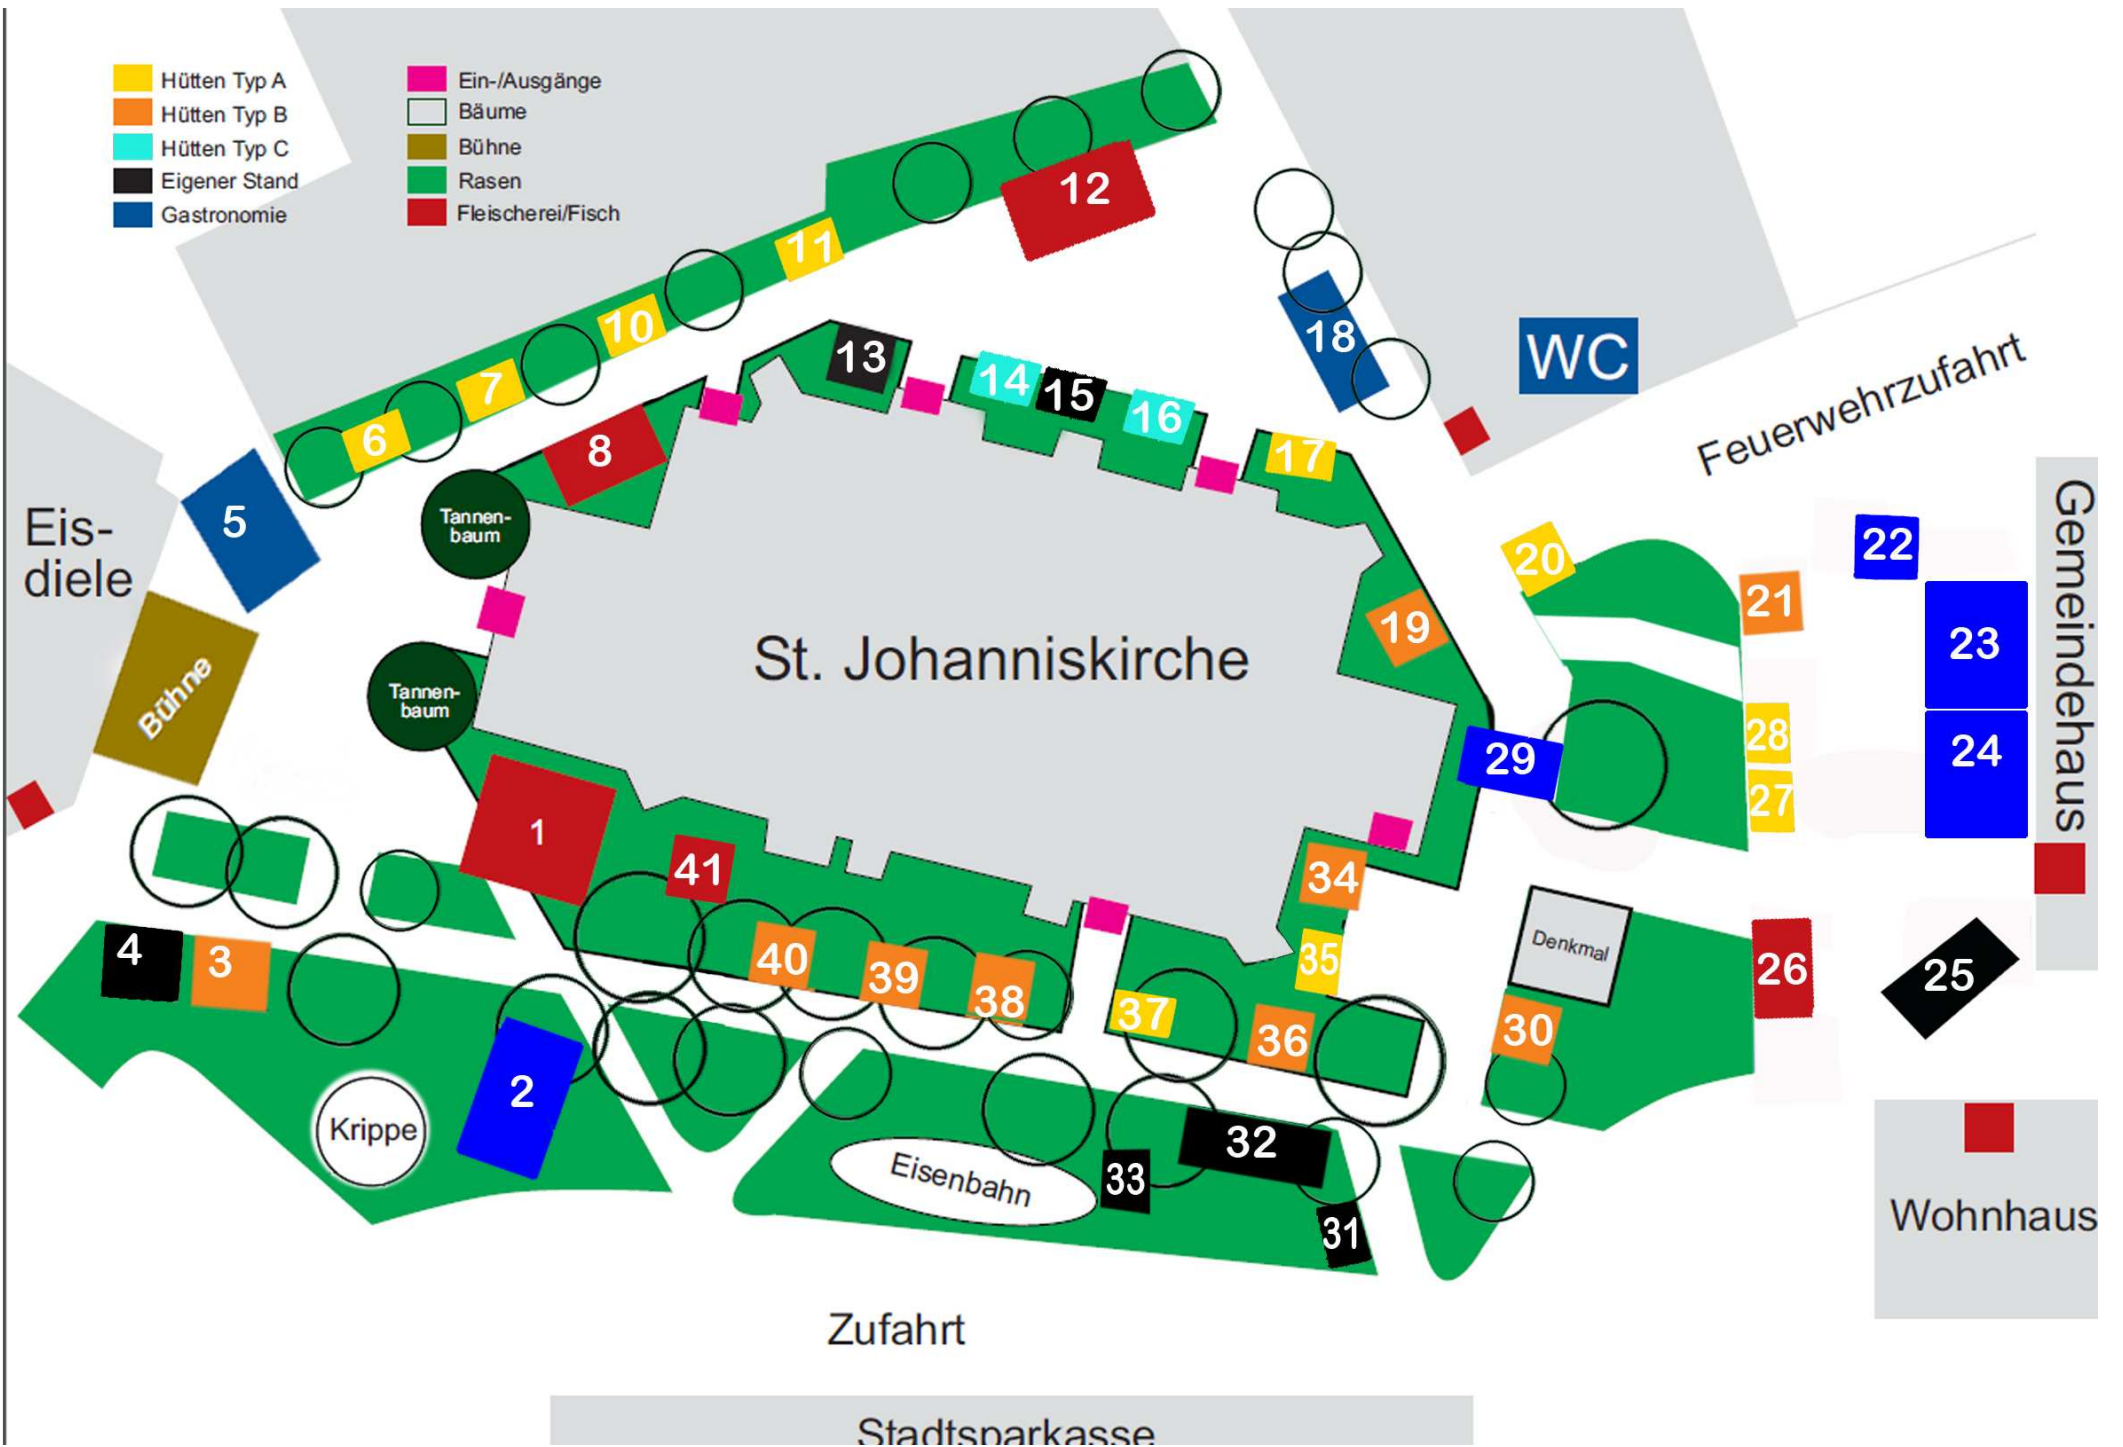 Hütten Typ A
Hütten Typ B
Hütten Typ C
Eigener Stand
Gastronomie
Ein-/Ausgänge
Bäume
Bühne
Rasen
Fleischerei/Fisch
12
11
10
7
6
5
8
13
14
15
16
17
18
WC
Feuerwehrzufahrt
Eis-
diele
Tannen-
baum
Bühne
Tannen-
baum
St. Johanniskirche
19
20
21
22
23
24
Gemeindehaus
28
27
29
1
41
40
39
38
34
35
37
36
Denkmal
30
26
25
4
3
Krippe
2
Eisenbahn
33
32
31
Wohnhaus
Zufahrt
Stadtsparkasse